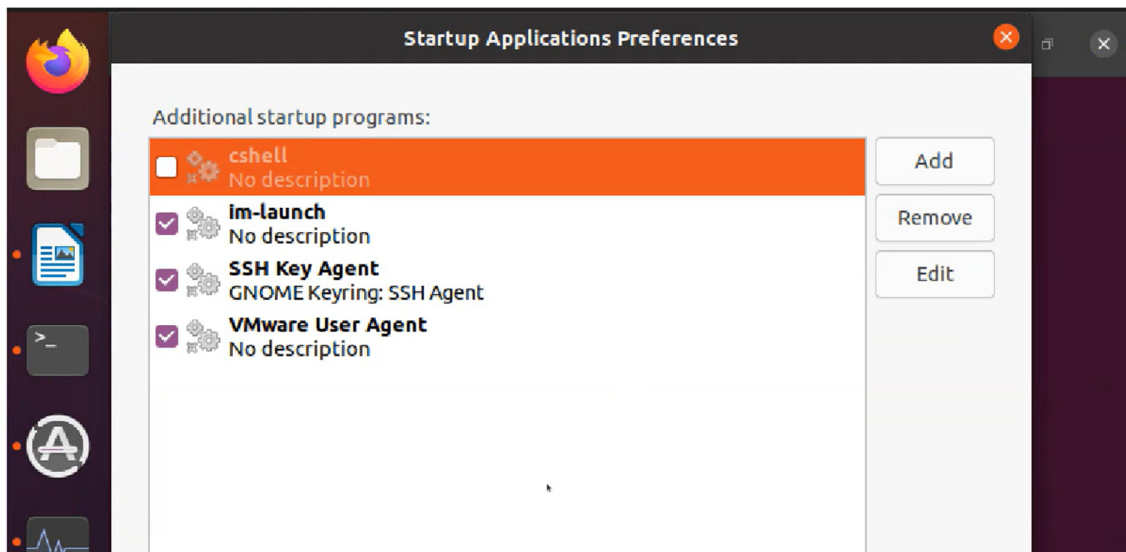 Startup Applications Preferences
Additional startup programs:
cshell
No description
im-launch
No description
SSH Key Agent
GNOME Keyring: SSH Agent
VMware User Agent
No description
Add
Remove
Edit
>_